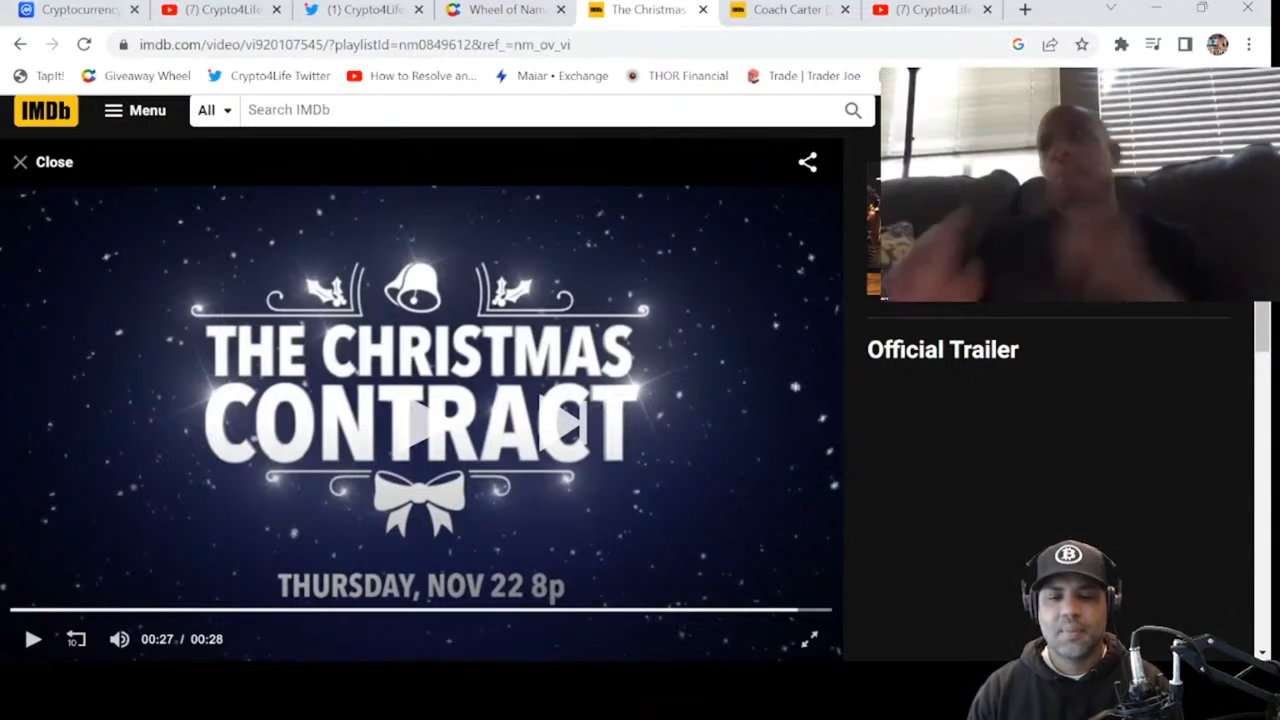 Cryptocurrency
(7) Crypto4Life
(1) Crypto4Life
Wheel of Nam
The Christmas
Coach Carter (
(7) Crypto4Life
imdb.com/video/vi920107545/?playlistId=nm0849612&ref_=nm_ov_vi
TapIt!
Giveaway Wheel
Crypto4Life Twitter
How to Resolve an...
Maiar • Exchange
THOR Financial
Trade | Trader Joe
IMDb
Menu
All
Search IMDb
Close
THE CHRISTMAS
CONTRACT
THURSDAY, NOV 22 8p
Official Trailer
10
00:27 / 00:28